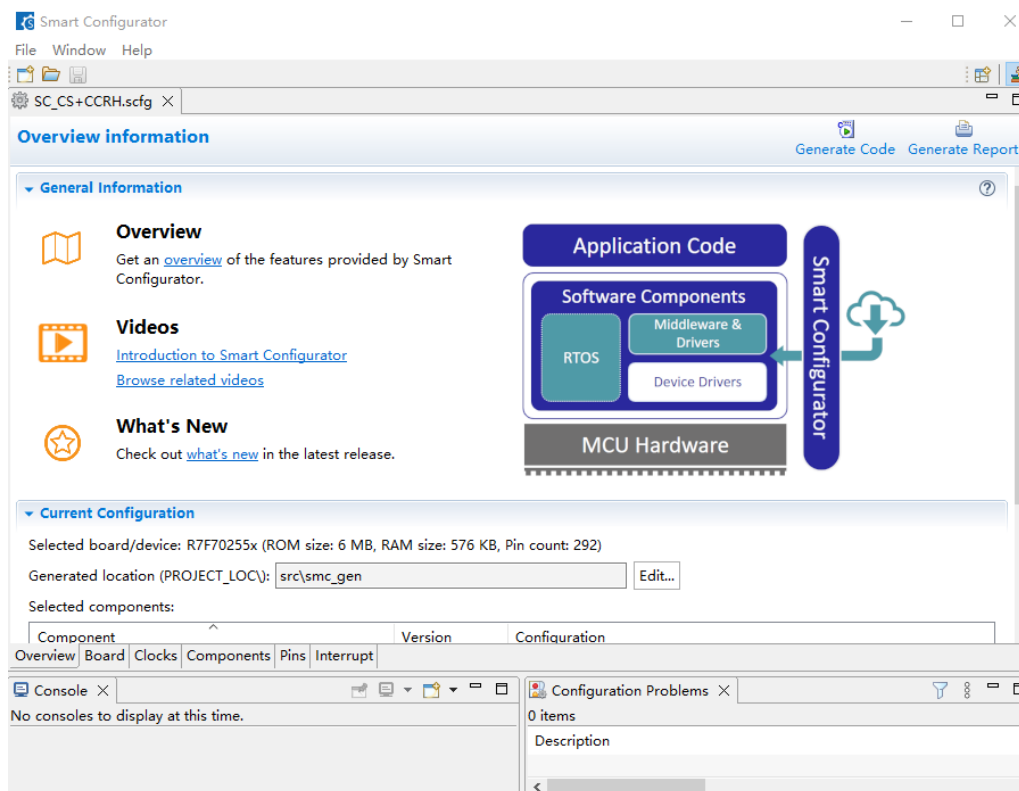 Smart Configurator
File Window Help
SC_CS+CCRH.scfg
Overview information
Generate Code Generate Report
General Information
Overview
Get an overview of the features provided by Smart
Configurator.
Videos
Introduction to Smart Configurator
Browse related videos
What's New
Check out what's new in the latest release.
Application Code
Software Components
RTOS
Middleware &
Drivers
Device Drivers
MCU Hardware
Smart Configurator
Current Configuration
Selected board/device: R7F70255x (ROM size: 6 MB, RAM size: 576 KB, Pin count: 292)
Generated location (PROJECT_LOC\): src\smc_gen Edit...
Selected components:
Component Version Configuration
Overview Board Clocks Components Pins Interrupt
Console
No consoles to display at this time.
Configuration Problems
0 items
Description